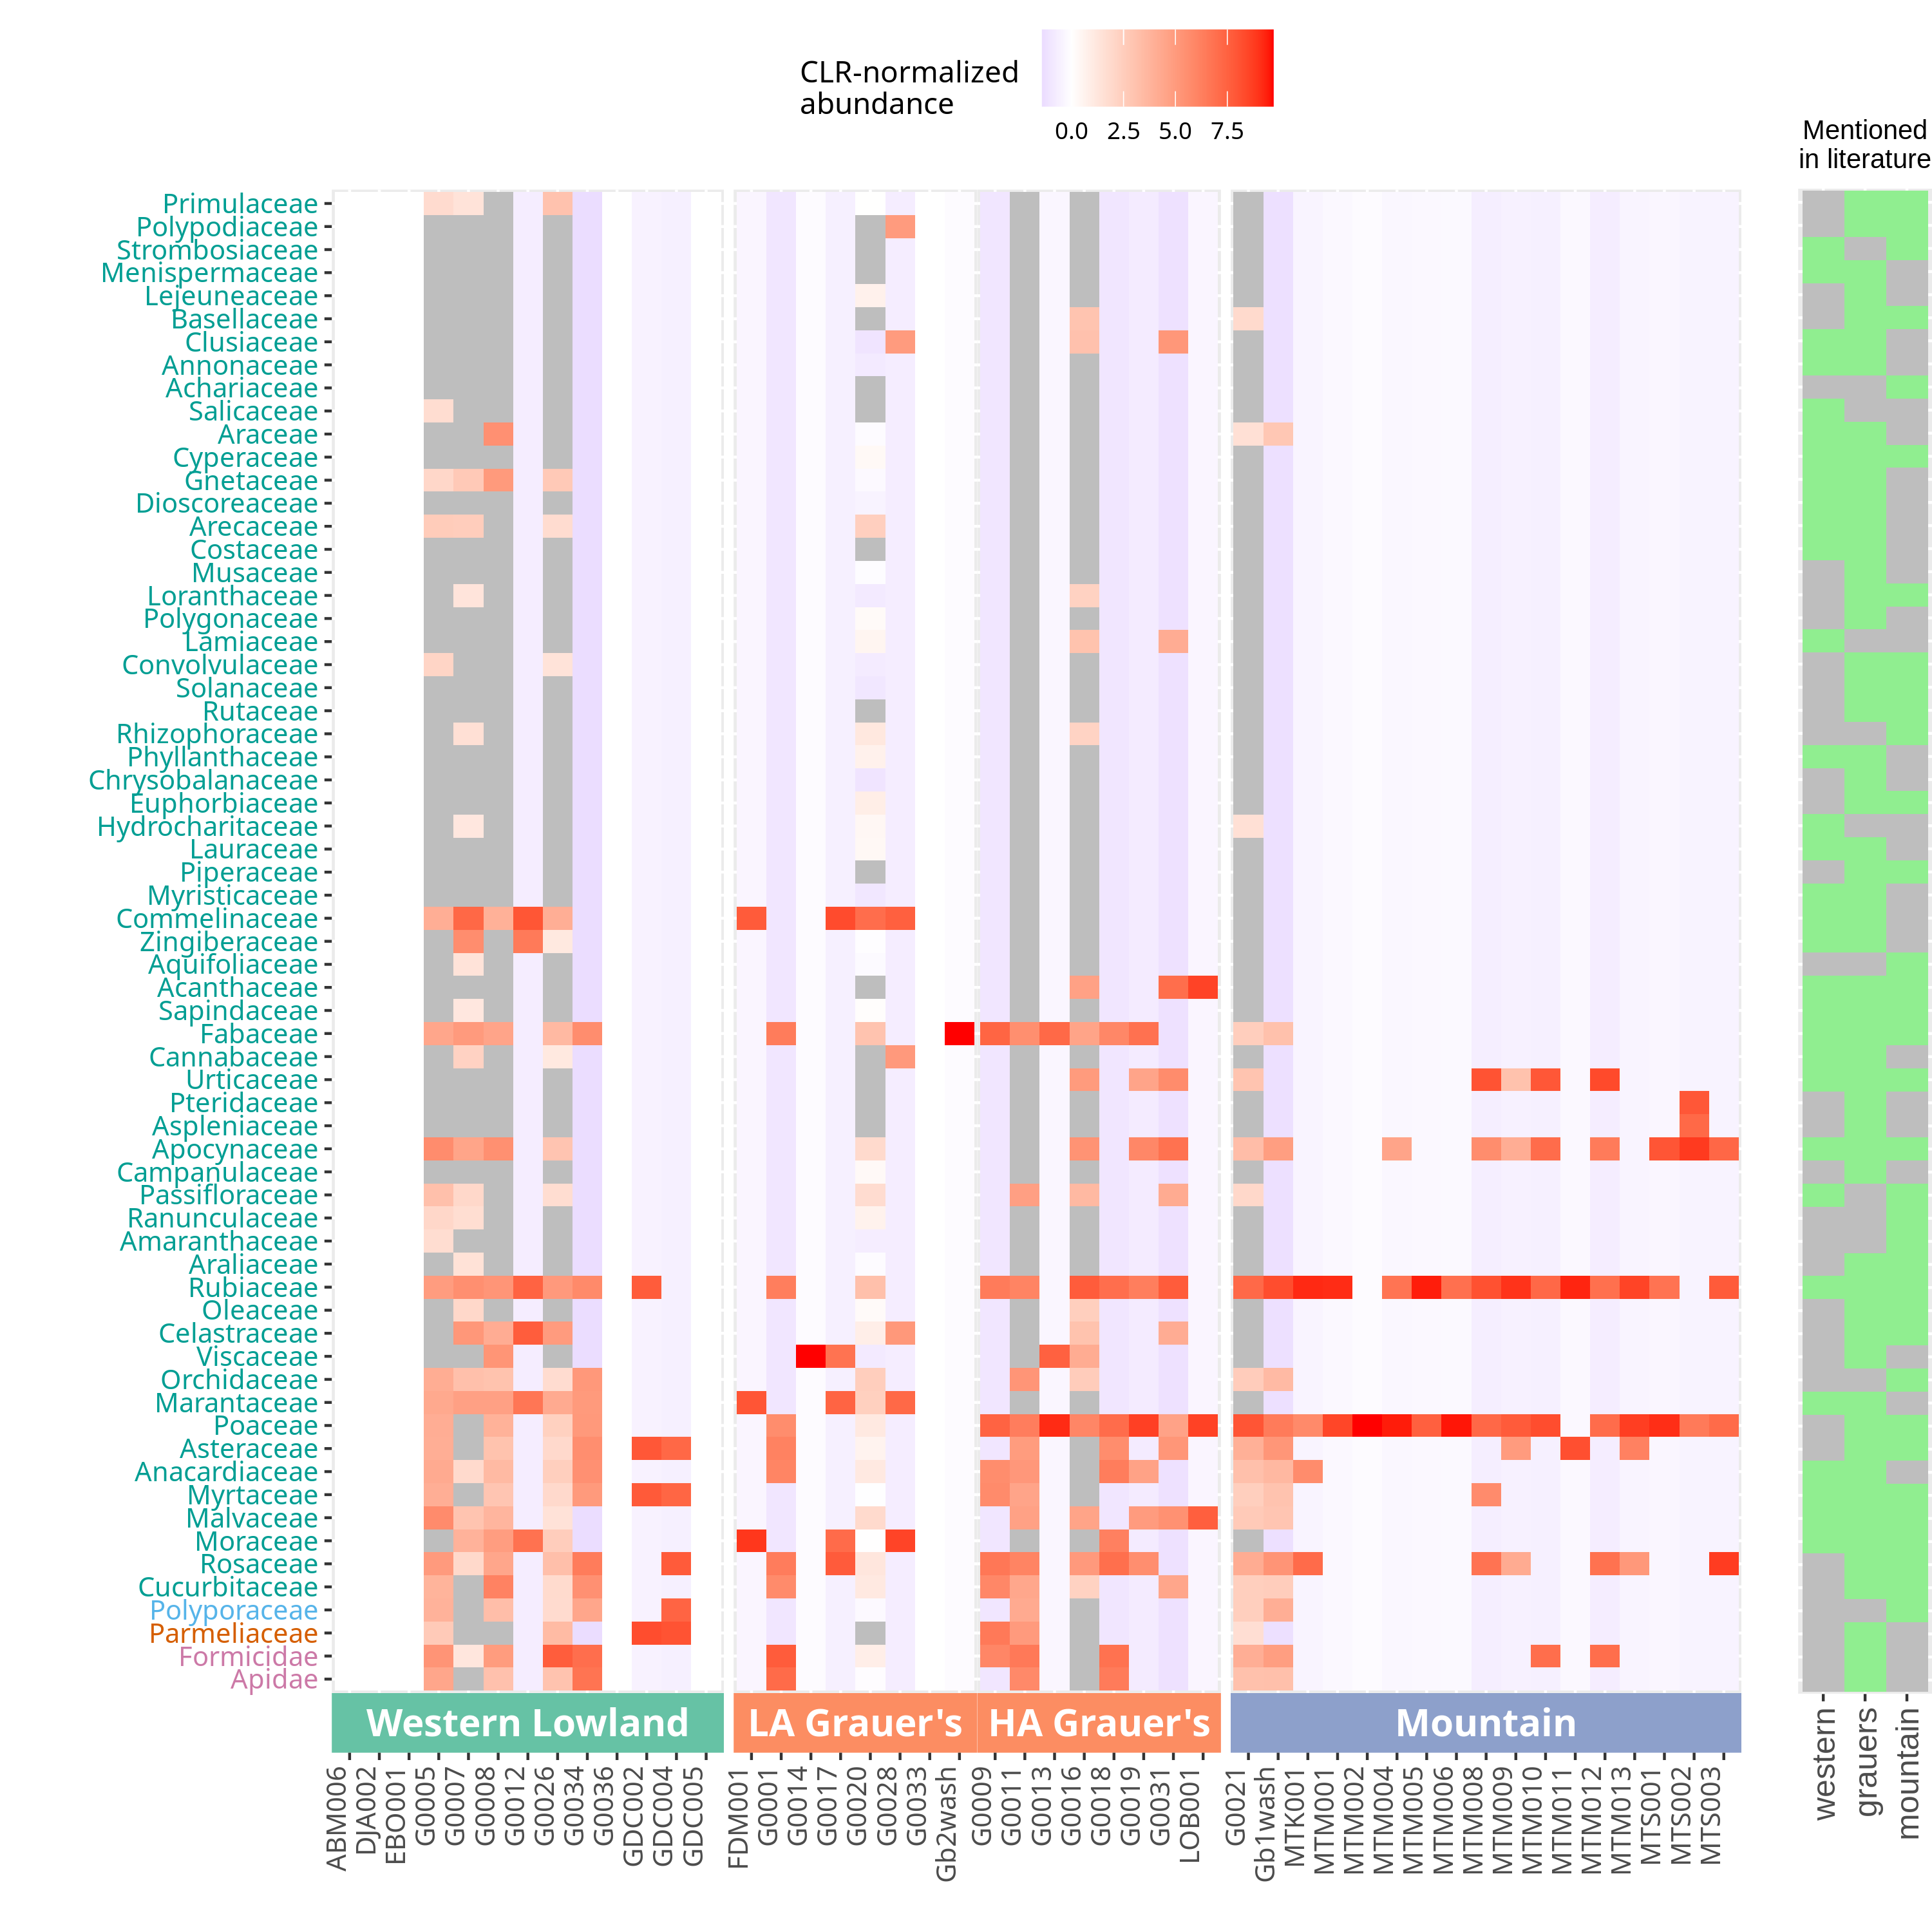 CLR-normalized
abundance
0.0 2.5 5.0 7.5
Mentioned
in literature
Primulaceae
Polypodiaceae
Strombosiaceae
Menispermaceae
Lejeuneaceae
Basellaceae
Clusiaceae
Annonaceae
Achariaceae
Salicaceae
Araceae
Cyperaceae
Gnetaceae
Dioscoreaceae
Arecaceae
Costaceae
Musaceae
Loranthaceae
Polygonaceae
Lamiaceae
Convolvulaceae
Solanaceae
Rutaceae
Rhizophoraceae
Phyllanthaceae
Chrysobalanaceae
Euphorbiaceae
Hydrocharitaceae
Lauraceae
Piperaceae
Myristicaceae
Commelinaceae
Zingiberaceae
Aquifoliaceae
Acanthaceae
Sapindaceae
Fabaceae
Cannabaceae
Urticaceae
Pteridaceae
Aspleniaceae
Apocynaceae
Campanulaceae
Passifloraceae
Ranunculaceae
Amaranthaceae
Araliaceae
Rubiaceae
Oleaceae
Celastraceae
Viscaceae
Orchidaceae
Marantaceae
Poaceae
Asteraceae
Anacardiaceae
Myrtaceae
Malvaceae
Moraceae
Rosaceae
Cucurbitaceae
Polyporaceae
Parmeliaceae
Formicidae
Apidae
Western Lowland LA Grauer's HA Grauer's Mountain
ABM006
DJA002
EBO001
G0005
G0007
G0008
G0012
G0026
G0034
G0036
GDC002
GDC004
GDC005
FDM001
G0001
G0014
G0017
G0020
G0028
G0033
Gb2wash
G0009
G0011
G0013
G0016
G0018
G0019
G0031
LOB001
G0021
Gb1wash
MTK001
MTM001
MTM002
MTM004
MTM005
MTM006
MTM008
MTM009
MTM010
MTM011
MTM012
MTM013
MTS001
MTS002
MTS003
western
grauers
mountain